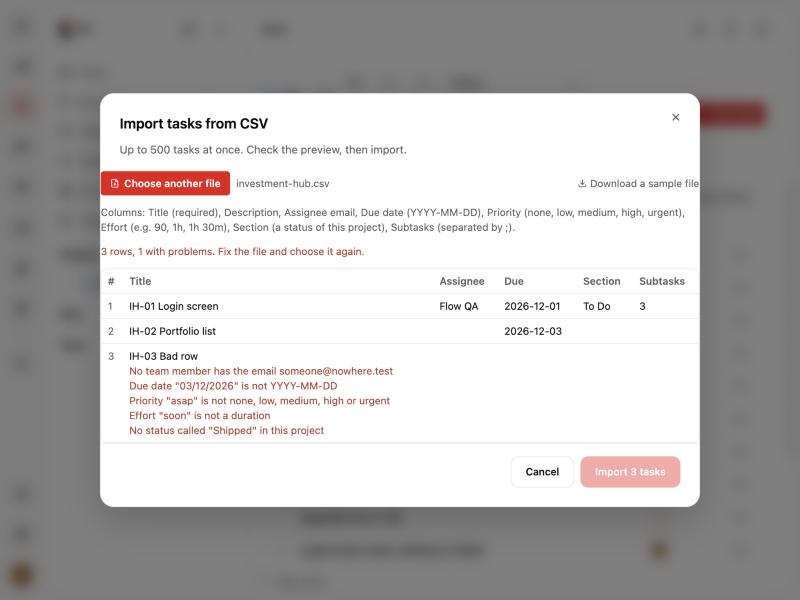 Import tasks from CSV
Up to 500 tasks at once. Check the preview, then import.
Choose another file investment-hub.csv Download a sample file
Columns: Title (required), Description, Assignee email, Due date (YYYY-MM-DD), Priority (none, low, medium, high, urgent),
Effort (e.g. 90, 1h, 1h 30m), Section (a status of this project), Subtasks (separated by ;).
3 rows, 1 with problems. Fix the file and choose it again.
# Title Assignee Due Section Subtasks
1 IH-01 Login screen Flow QA 2026-12-01 To Do 3
2 IH-02 Portfolio list 2026-12-03
3 IH-03 Bad row
No team member has the email someone@nowhere.test
Due date "03/12/2026" is not YYYY-MM-DD
Priority "asap" is not none, low, medium, high or urgent
Effort "soon" is not a duration
No status called "Shipped" in this project
Cancel Import 3 tasks